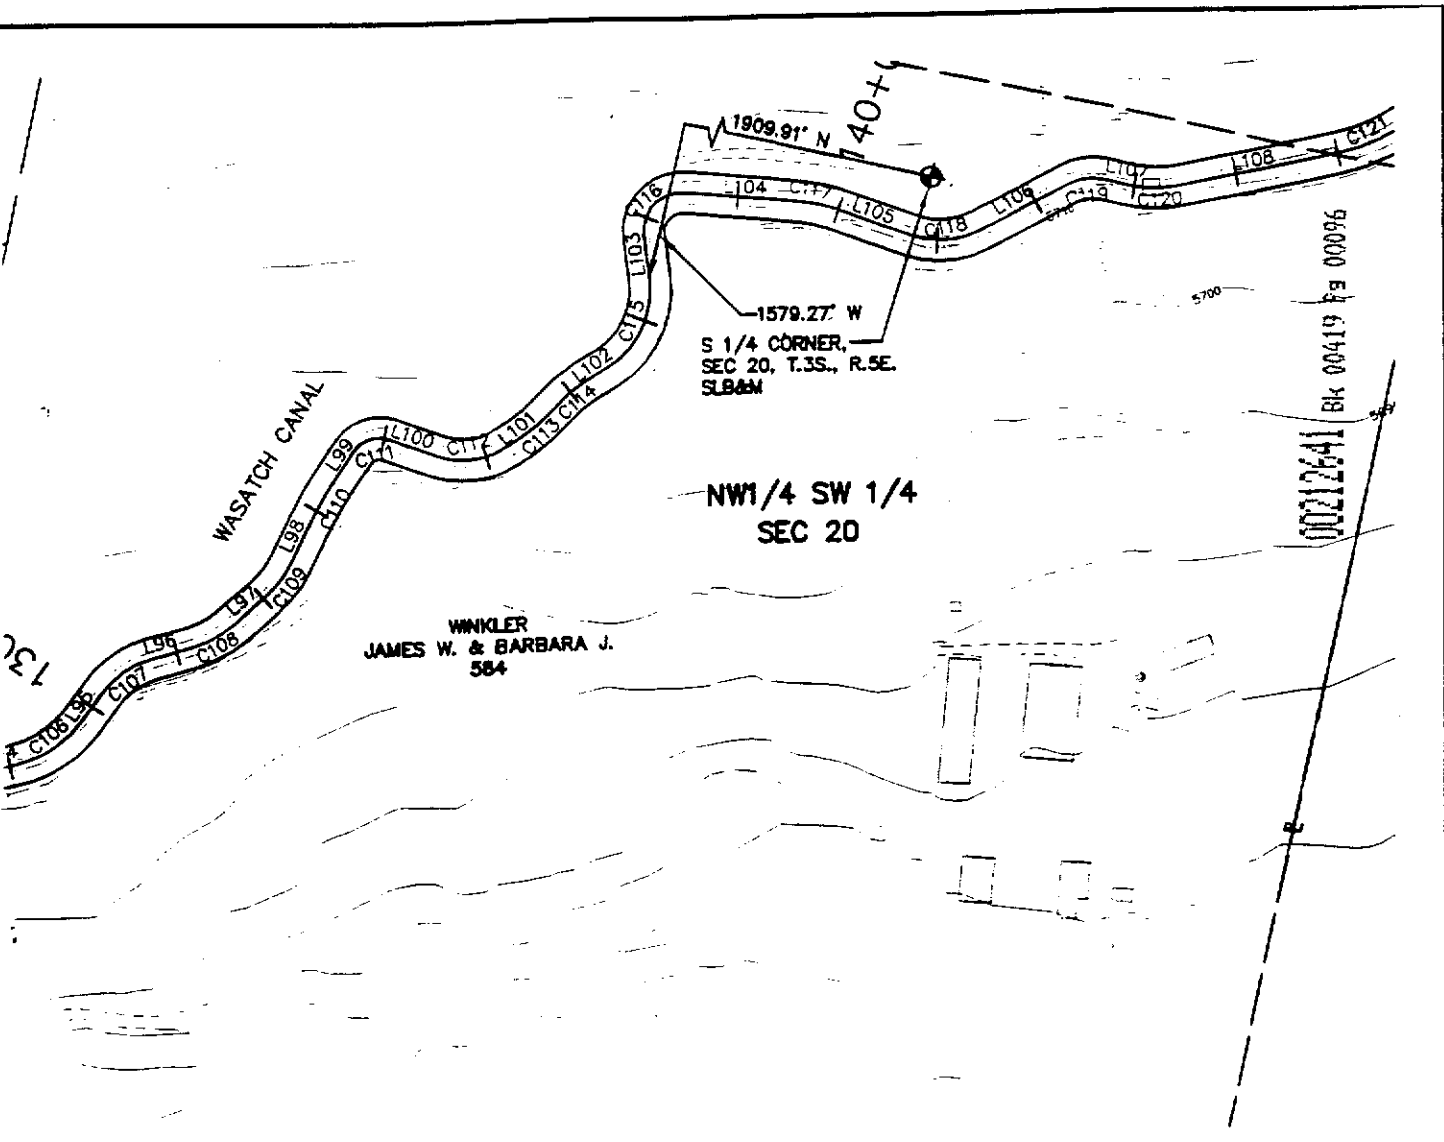 140+
1909.91' N
C121
L108
L107
C120
C119
L106
C118
L105
C117
L104
C116
L103
1579.27' W
S 1/4 CORNER,
SEC 20, T.3S., R.5E.
SLB&M
C115
L102
C114
C113
L101
C112
L100
C111
L99
WASATCH CANAL
C110
L98
C109
L97
C108
L96
C107
L95
C106
5700
00212641 BK 00419 PG 00096
NW1/4 SW 1/4
SEC 20
WINKLER
JAMES W. & BARBARA J.
584